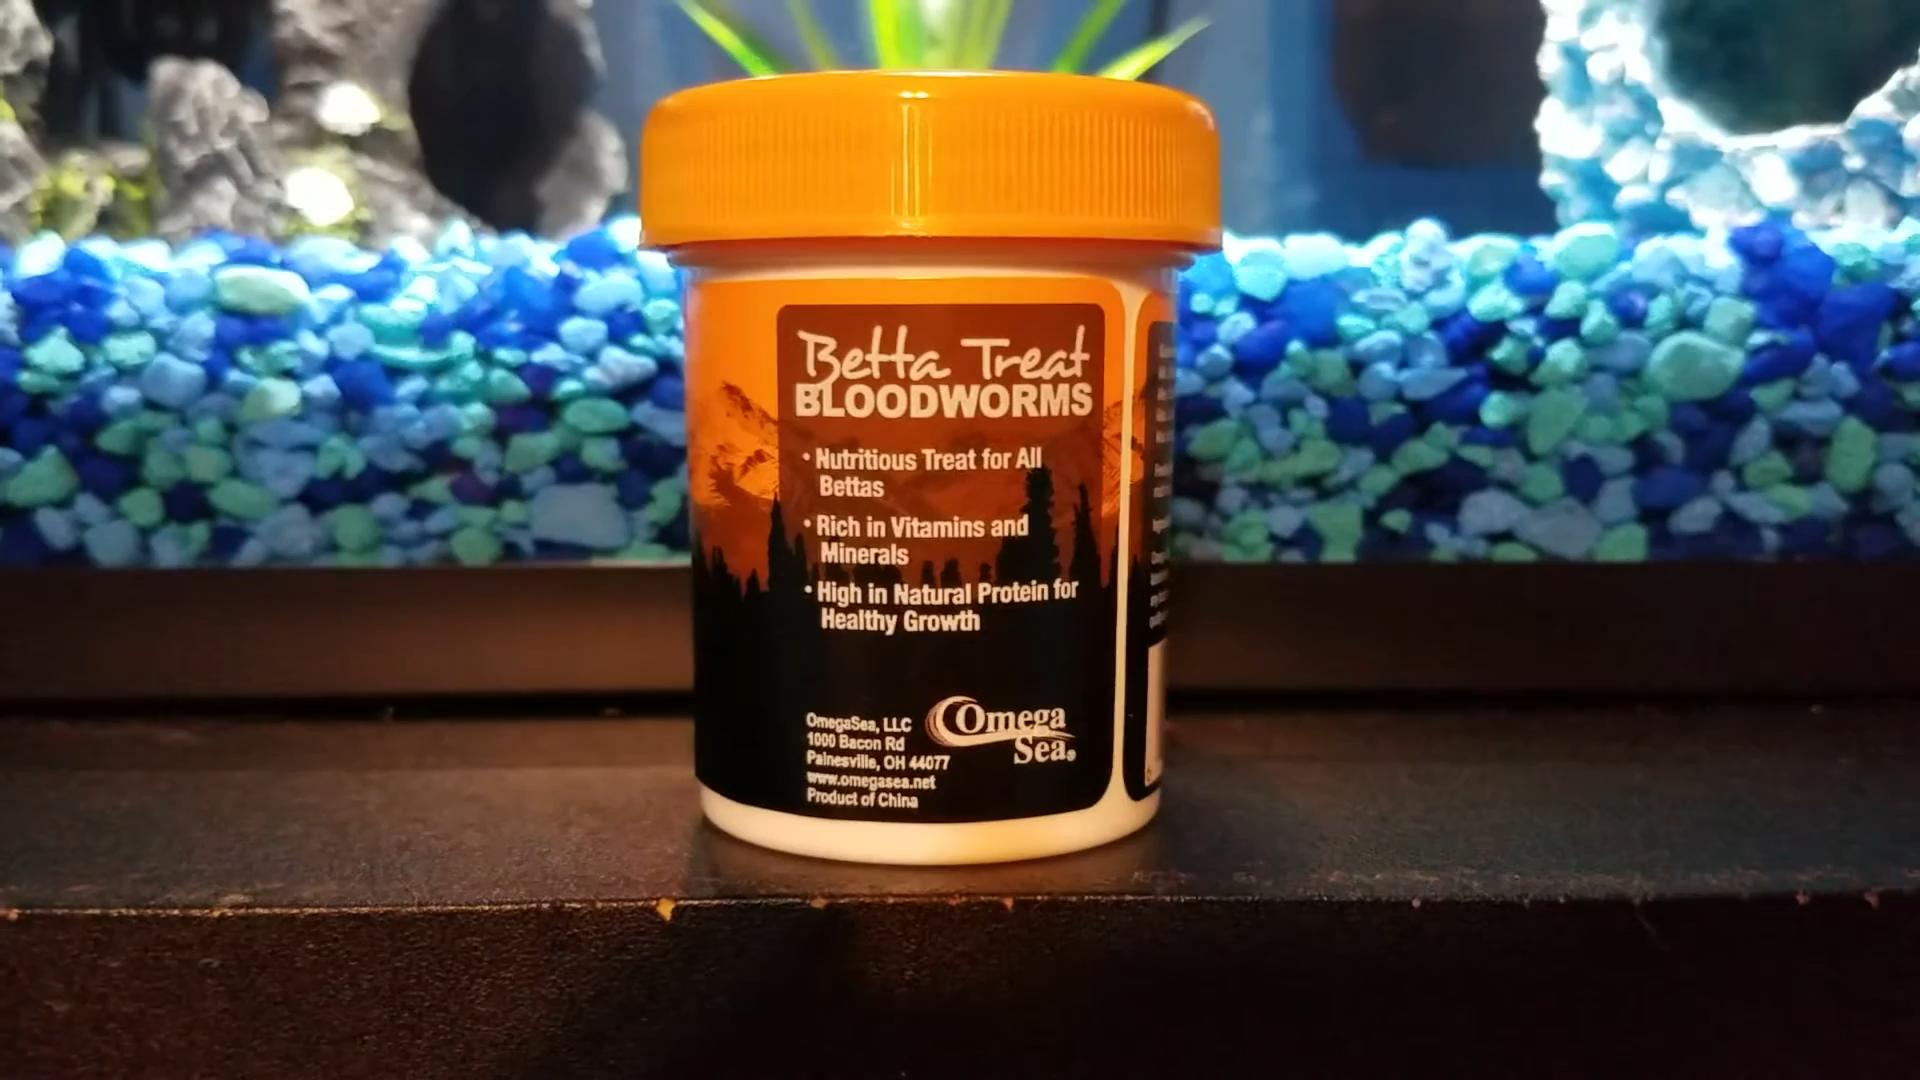 Betta Treat
BLOODWORMS
• Nutritious Treat for All
Bettas
• Rich in Vitamins and
Minerals
• High in Natural Protein for
Healthy Growth
OmegaSea, LLC
1000 Bacon Rd
Painesville, OH 44077
www.omegasea.net
Product of China
Omega
Sea®